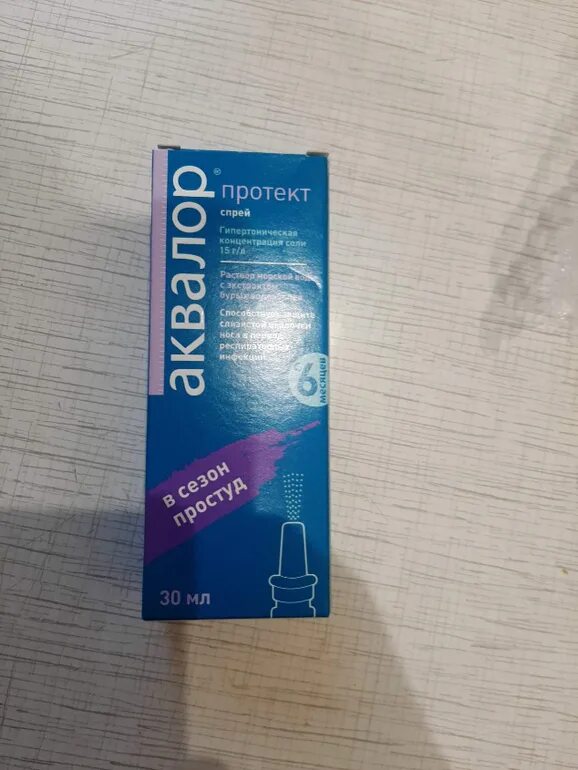 аквалор®
протект
спрей
Гипертоническая
концентрация соли
15 г/л
Раствор морской воды
с экстрактом
бурых
Способствует защите
слизистой оболочки
носа в период
респираторных
инфекций
6
месяцев
в сезон
простуд
30 мл